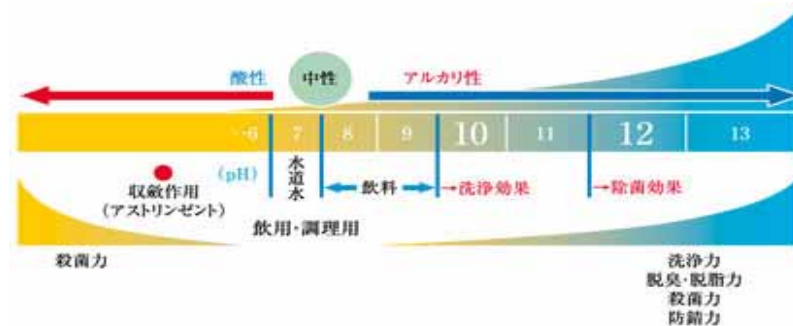 酸性
中性
アルカリ性
…6 7 8 9 10 11 12 13
(pH)
水道水
飲料
→洗浄効果
→除菌効果
収斂作用
(アストリンゼント)
飲用・調理用
殺菌力
洗浄力
脱臭・脱脂力
殺菌力
防錆力